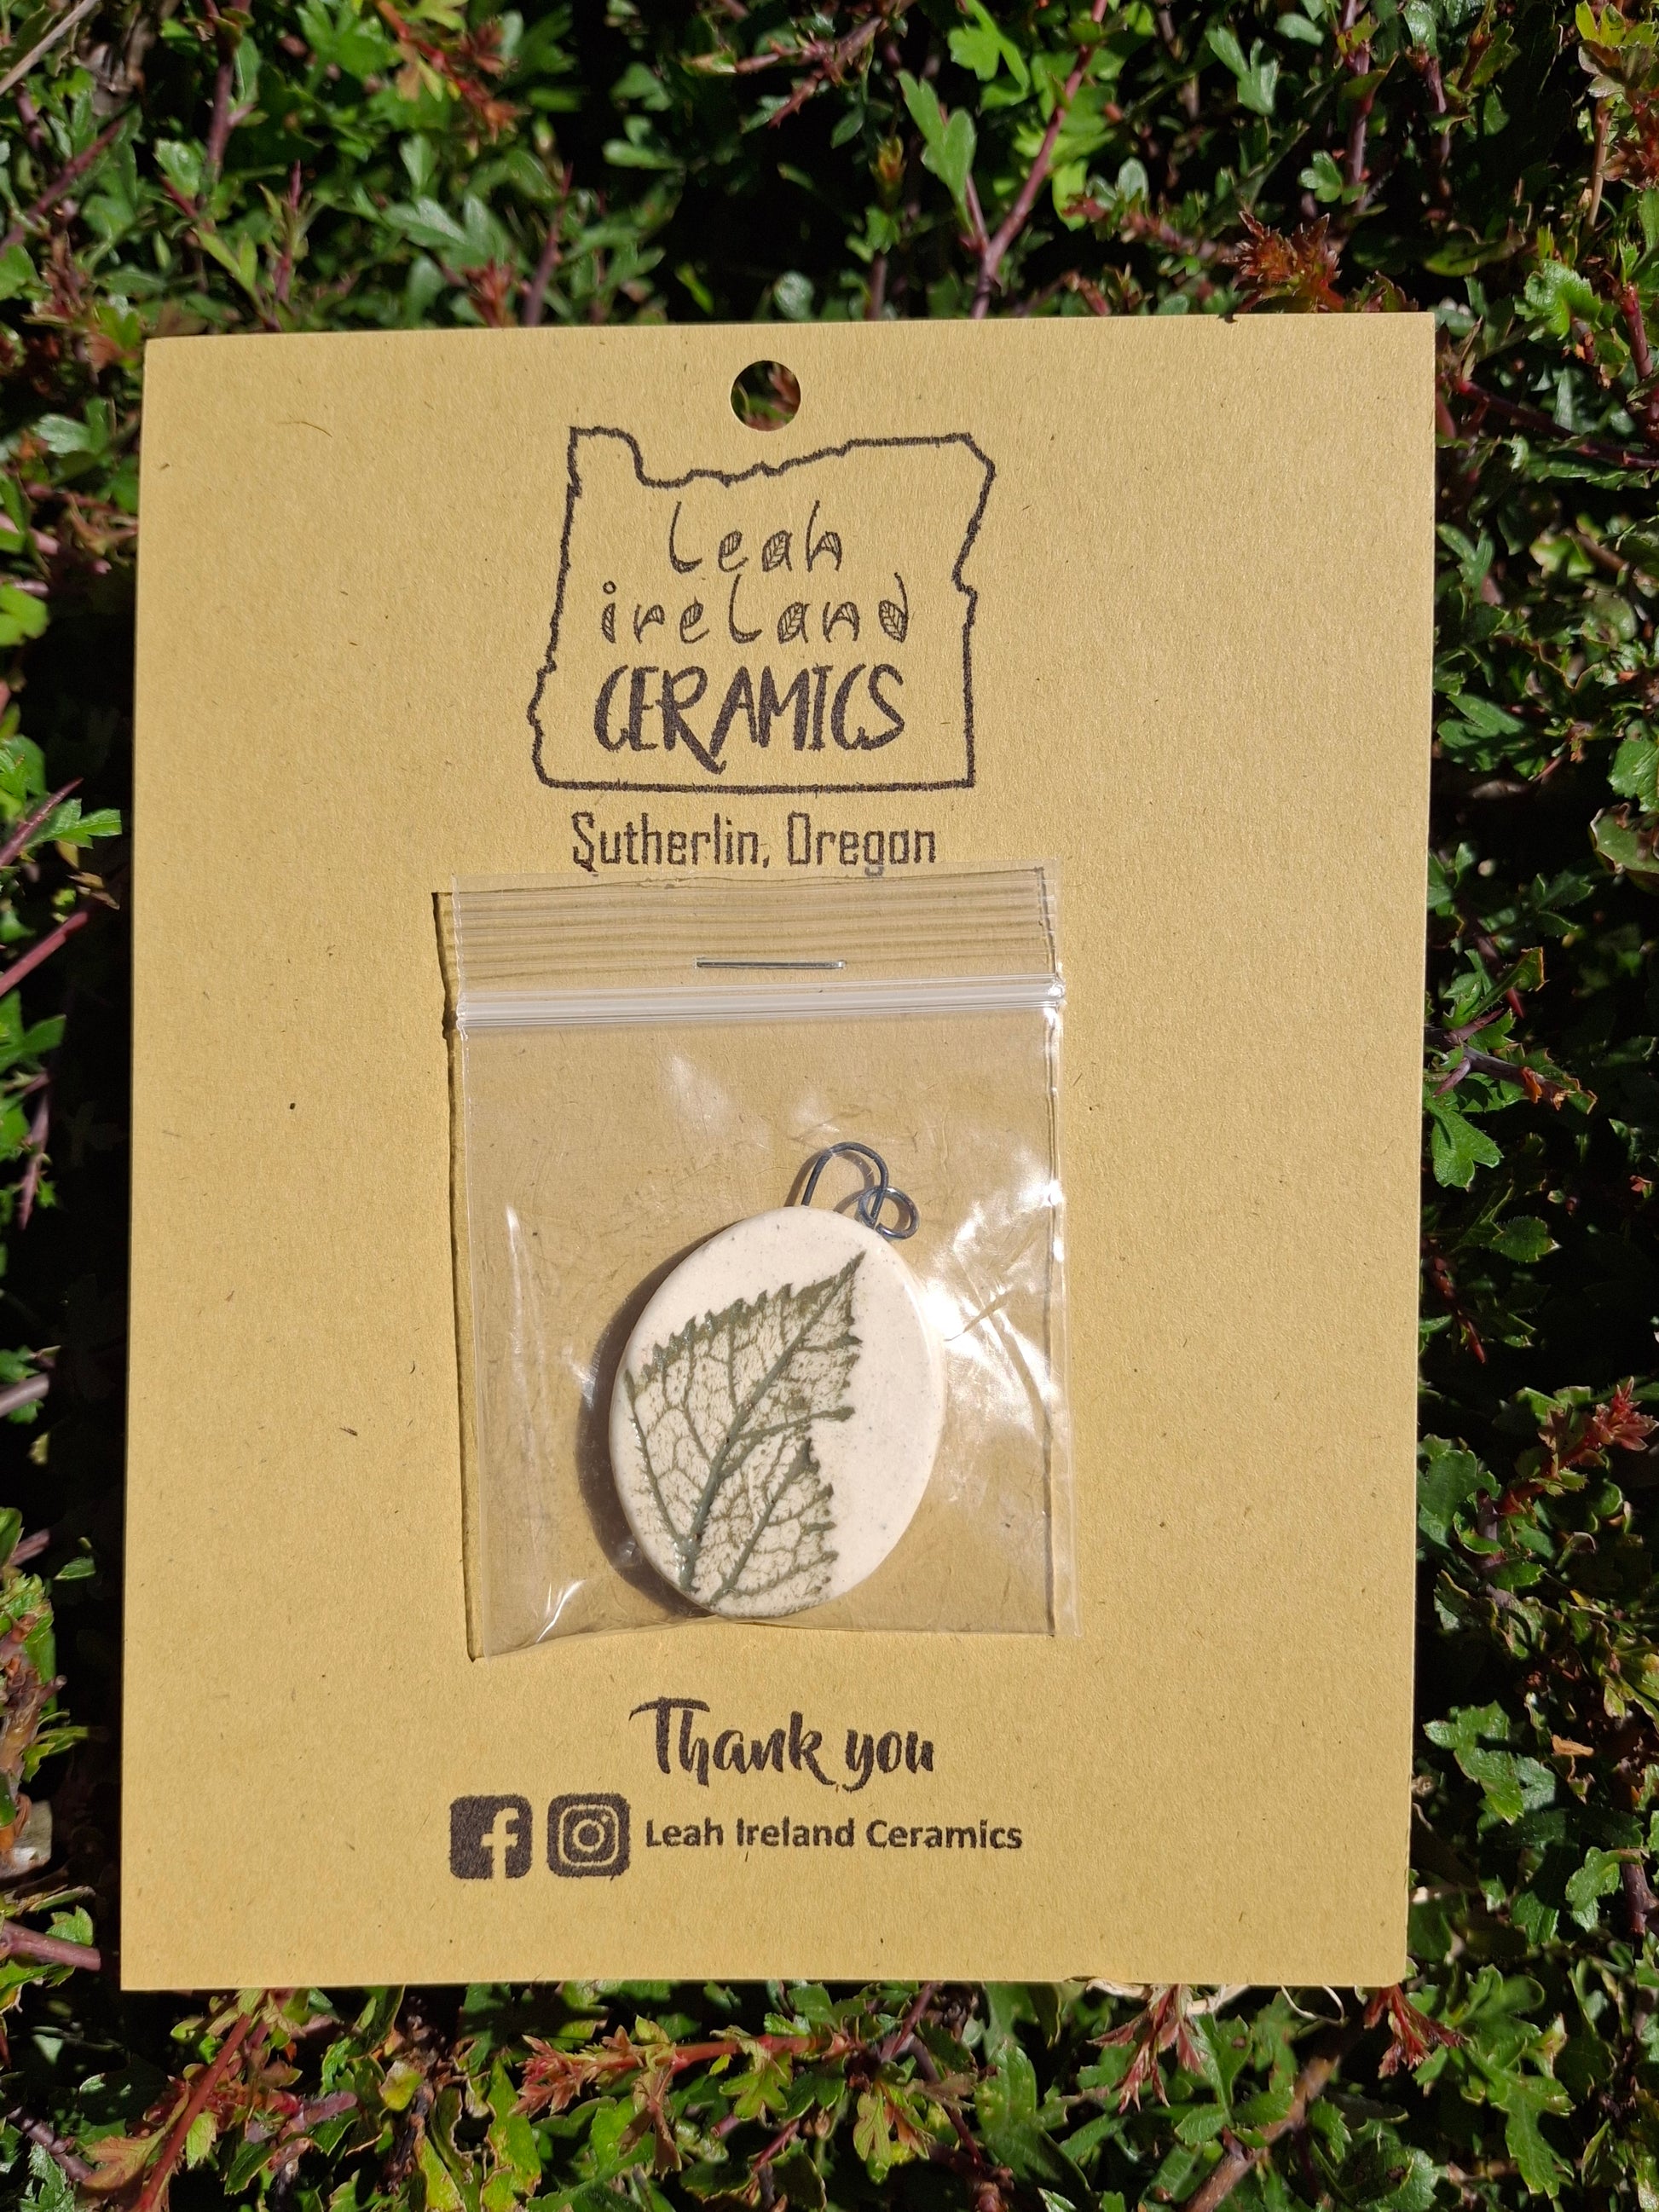 Leah
ireland
CERAMICS
Sutherlin, Oregon
Thank you
Leah Ireland Ceramics